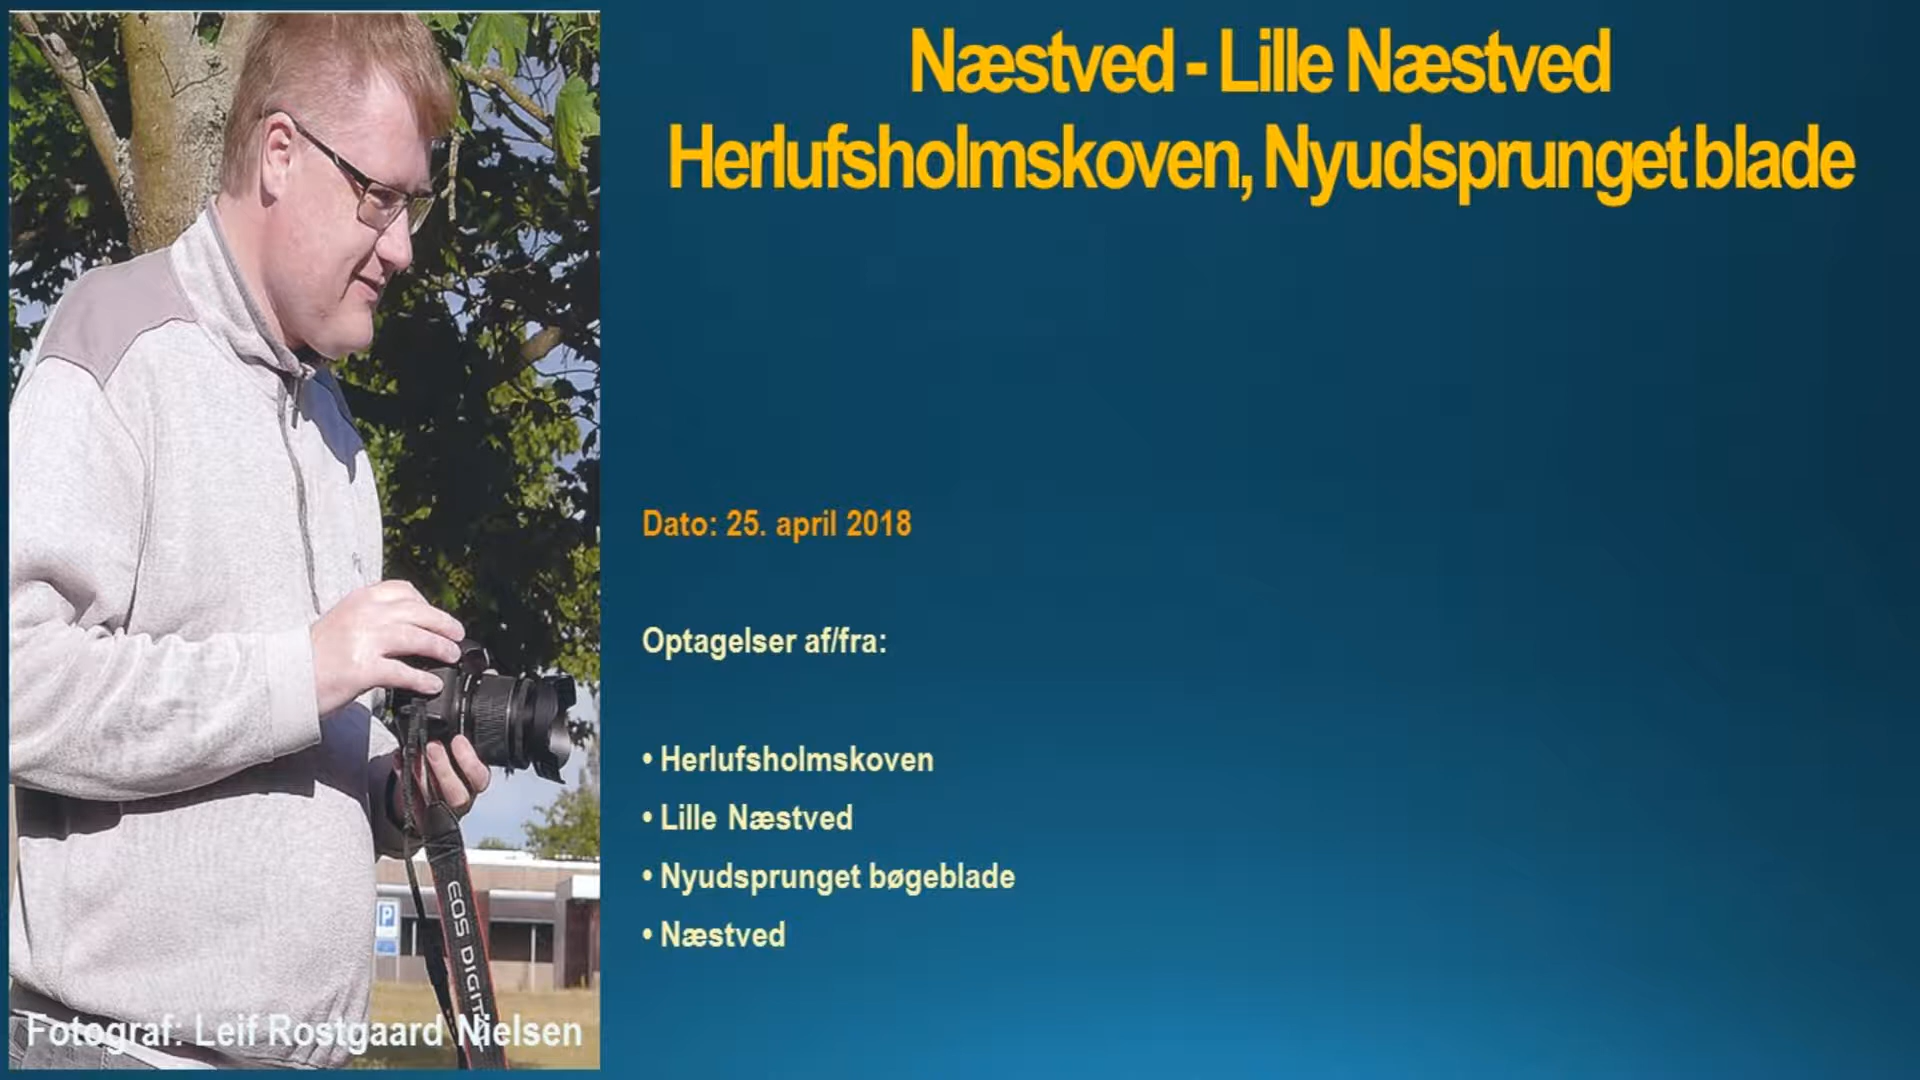 Næstved - Lille Næstved
Herlufsholmskoven, Nyudsprunget blade
Dato: 25. april 2018
Optagelser af/fra:
• Herlufsholmskoven
• Lille Næstved
• Nyudsprunget bøgeblade
• Næstved
P
EOS DIGIT
Fotograf: Leif Rostgaard Nielsen